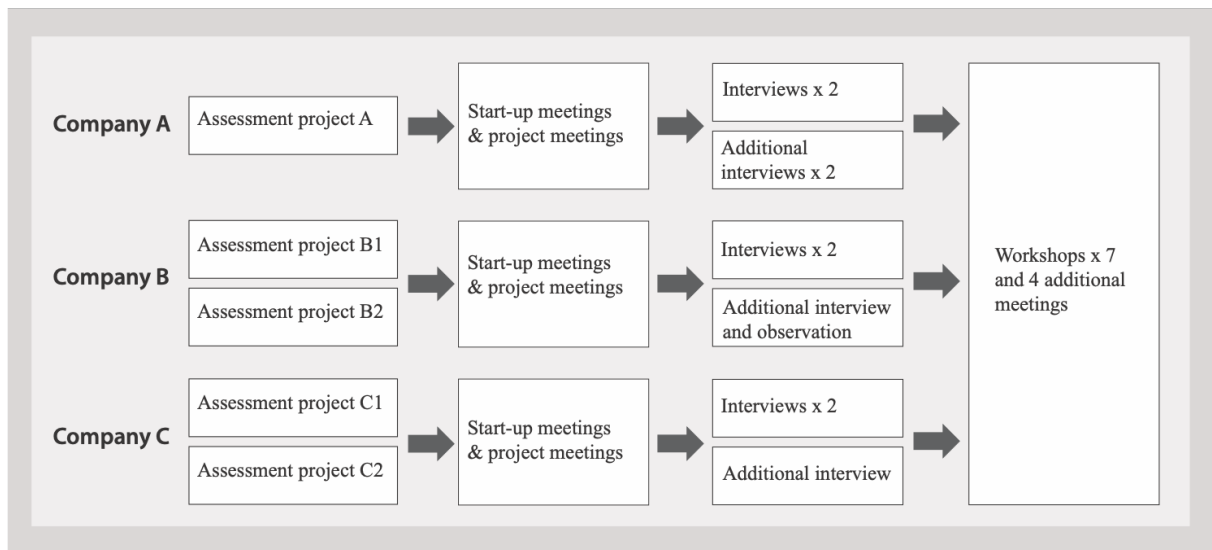 Company A
Assessment project A
Start-up meetings
& project meetings
Interviews x 2
Additional
interviews x 2
Company B
Assessment project B1
Assessment project B2
Start-up meetings
& project meetings
Interviews x 2
Additional interview
and observation
Company C
Assessment project C1
Assessment project C2
Start-up meetings
& project meetings
Interviews x 2
Additional interview
Workshops x 7
and 4 additional
meetings